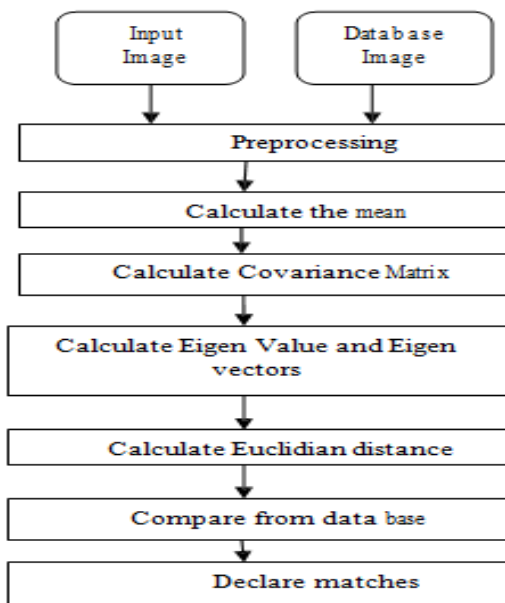 Input
Image
Database
Image
Preprocessing
Calculate the mean
Calculate Covariance Matrix
Calculate Eigen Value and Eigen
vectors
Calculate Euclidian distance
Compare from data base
Declare matches